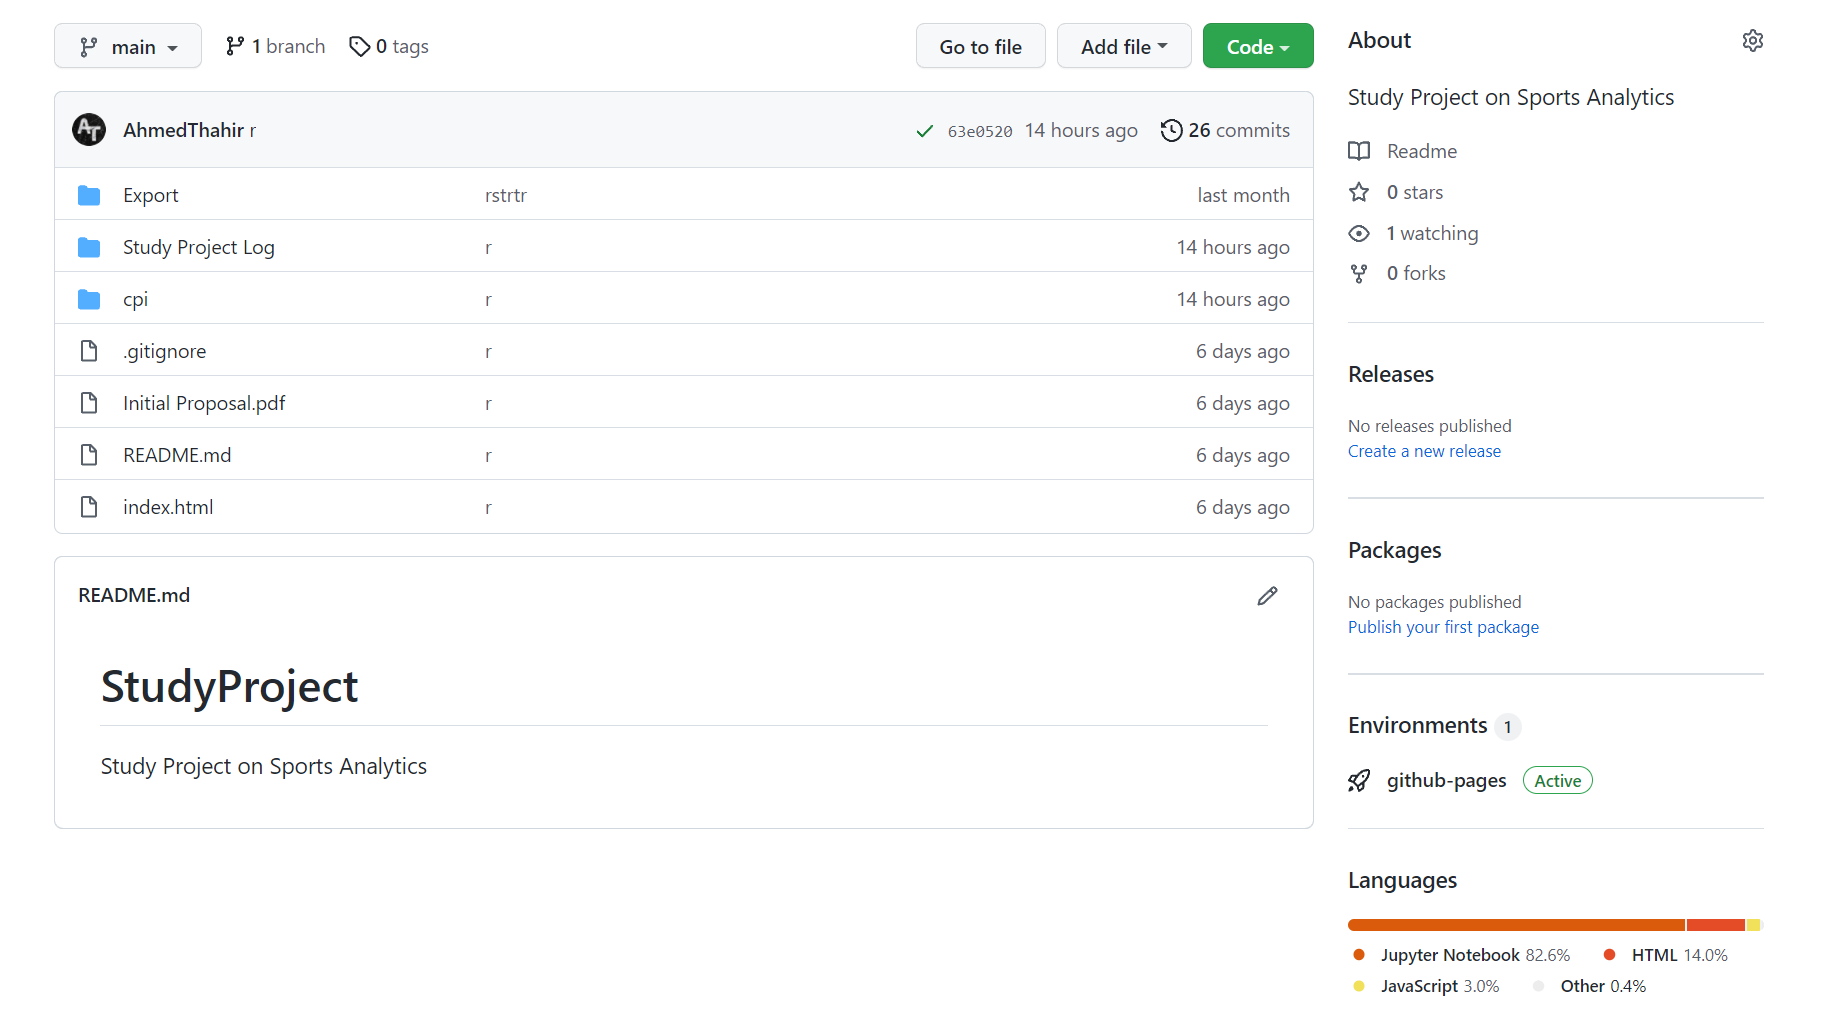 main 1 branch 0 tags Go to file Add file Code
AT AhmedThahir r 63e0520 14 hours ago 26 commits
Export rstrtr last month
Study Project Log r 14 hours ago
cpi r 14 hours ago
.gitignore r 6 days ago
Initial Proposal.pdf r 6 days ago
README.md r 6 days ago
index.html r 6 days ago
README.md
StudyProject
Study Project on Sports Analytics
About
Study Project on Sports Analytics
Readme
0 stars
1 watching
0 forks
Releases
No releases published
Create a new release
Packages
No packages published
Publish your first package
Environments 1
github-pages Active
Languages
Jupyter Notebook 82.6% HTML 14.0%
JavaScript 3.0% Other 0.4%